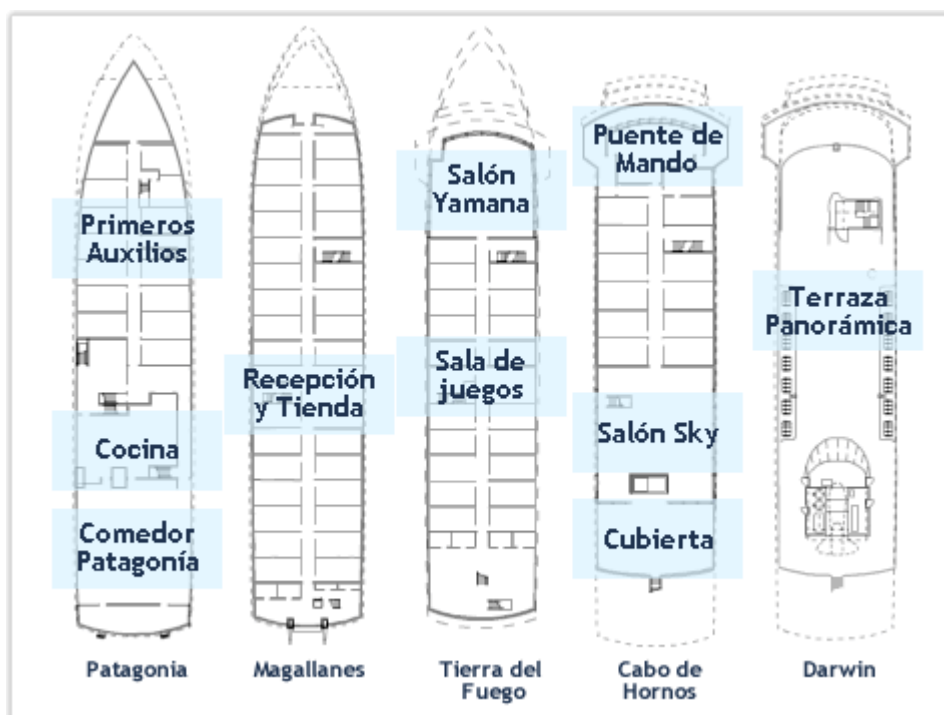 Primeros
Auxilios
Cocina
Comedor
Patagonía
Patagonia
Recepción
y Tienda
Magallanes
Salón
Yamana
Sala de
juegos
Tierra del
Fuego
Puente de
Mando
Salón Sky
Cubierta
Cabo de
Hornos
Terraza
Panorámica
Darwin